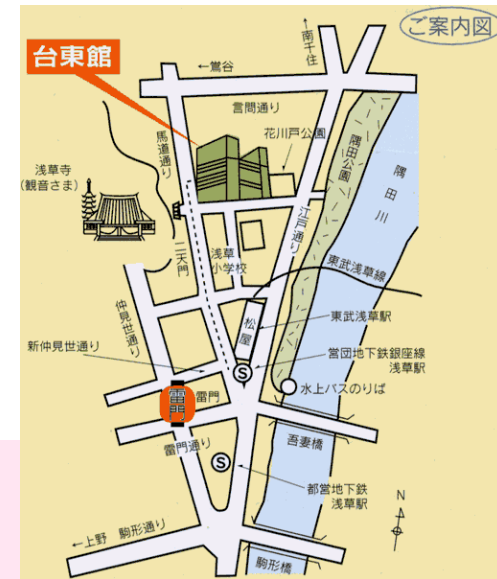 ご案内図
台東館
←南千住
←鶯谷
言問通り
馬道通り
花川戸公園
隅田公園
隅田川
浅草寺
(観音さま)
江戸通り
二天門
浅草
小学校
東武浅草線
仲見世通り
松屋
東武浅草駅
新仲見世通り
営団地下鉄銀座線
浅草駅
S
水上バスのりば
雷門
雷門
吾妻橋
雷門通り
S
都営地下鉄
浅草駅
N
←上野 駒形通り
駒形橋